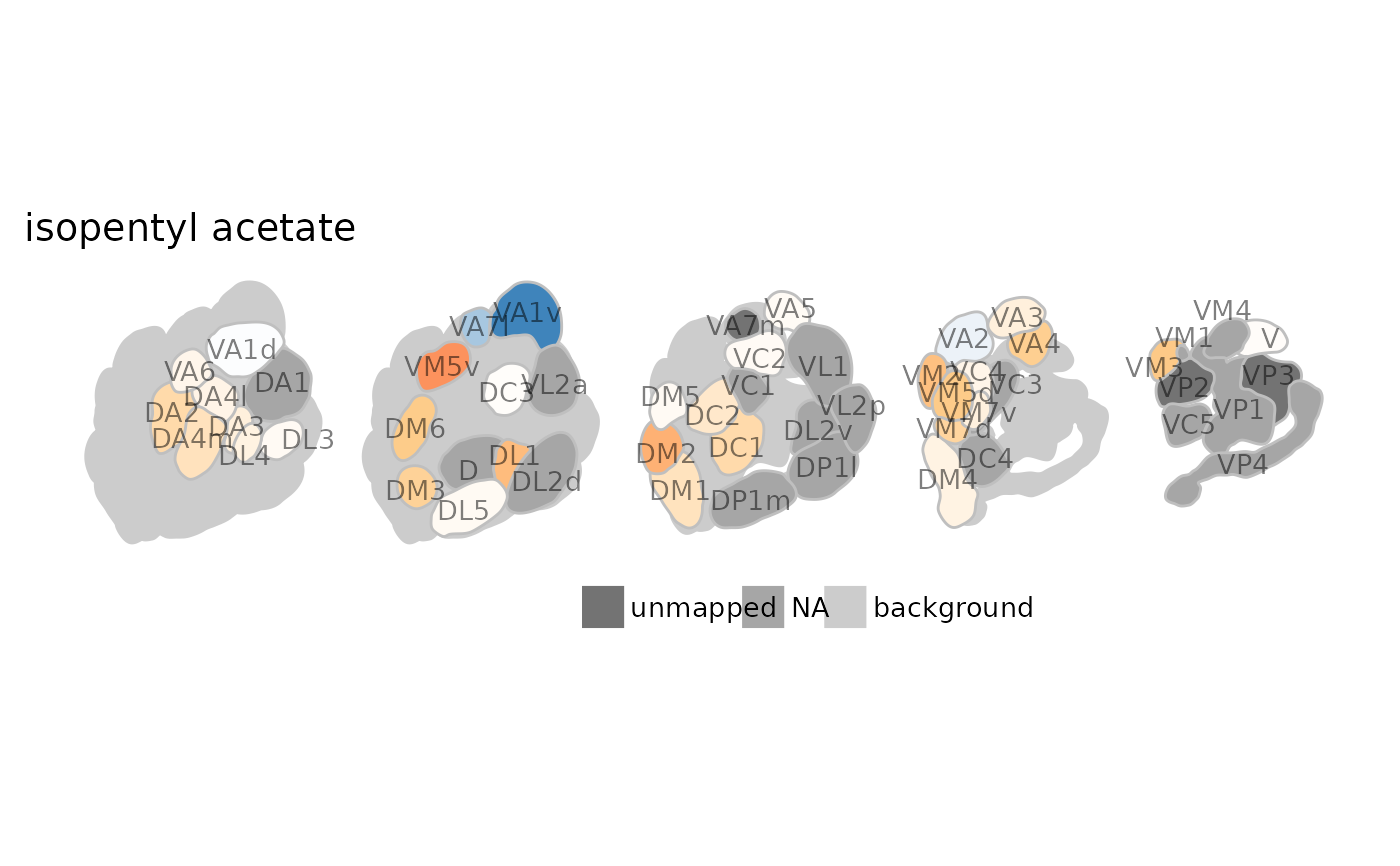 isopentyl acetate
VA1d
VA6
DA4l
DA1
DA2
DA3
DA4m
DL4
DL3
VA7l
VA1v
VM5v
DC3
VL2a
DM6
D
DL1
DM3
DL2d
DL5
VA5
VA7m
VC2
VL1
DM5
VC1
DC2
VL2p
DL2v
DM2
DC1
DP1l
DM1
DP1m
VA3
VA2
VA4
VM2
VC4
VM5d
VC3
VM7v
VM7d
DC4
DM4
VM4
VM1
V
VM3
VP2
VP3
VC5
VP1
VP4
unmapped NA background